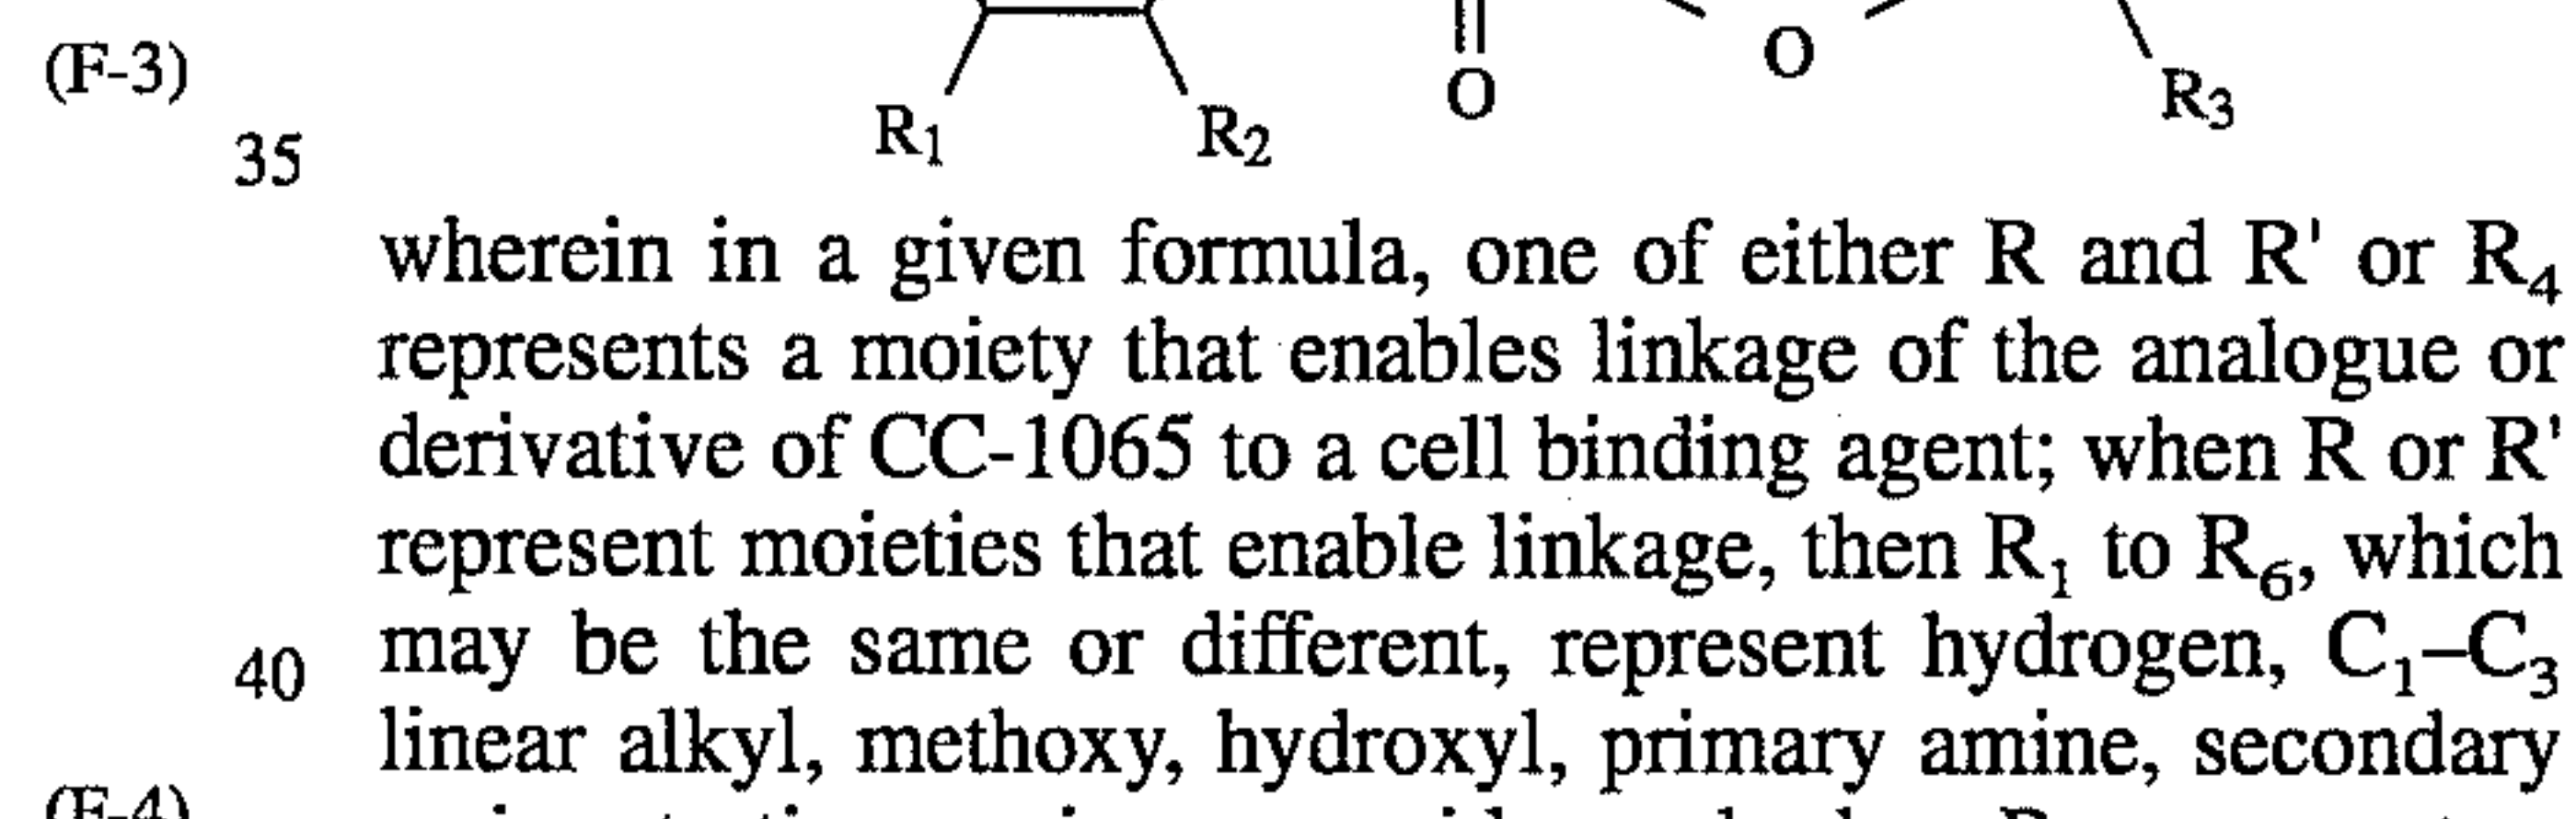 (F-3)
O
O
R₁
R₂
R₃
35
wherein in a given formula, one of either R and R' or R₄
represents a moiety that enables linkage of the analogue or
derivative of CC-1065 to a cell binding agent; when R or R'
represent moieties that enable linkage, then R₁ to R₆, which
40 may be the same or different, represent hydrogen, C₁–C₃
linear alkyl, methoxy, hydroxyl, primary amine, secondary
(F-4)